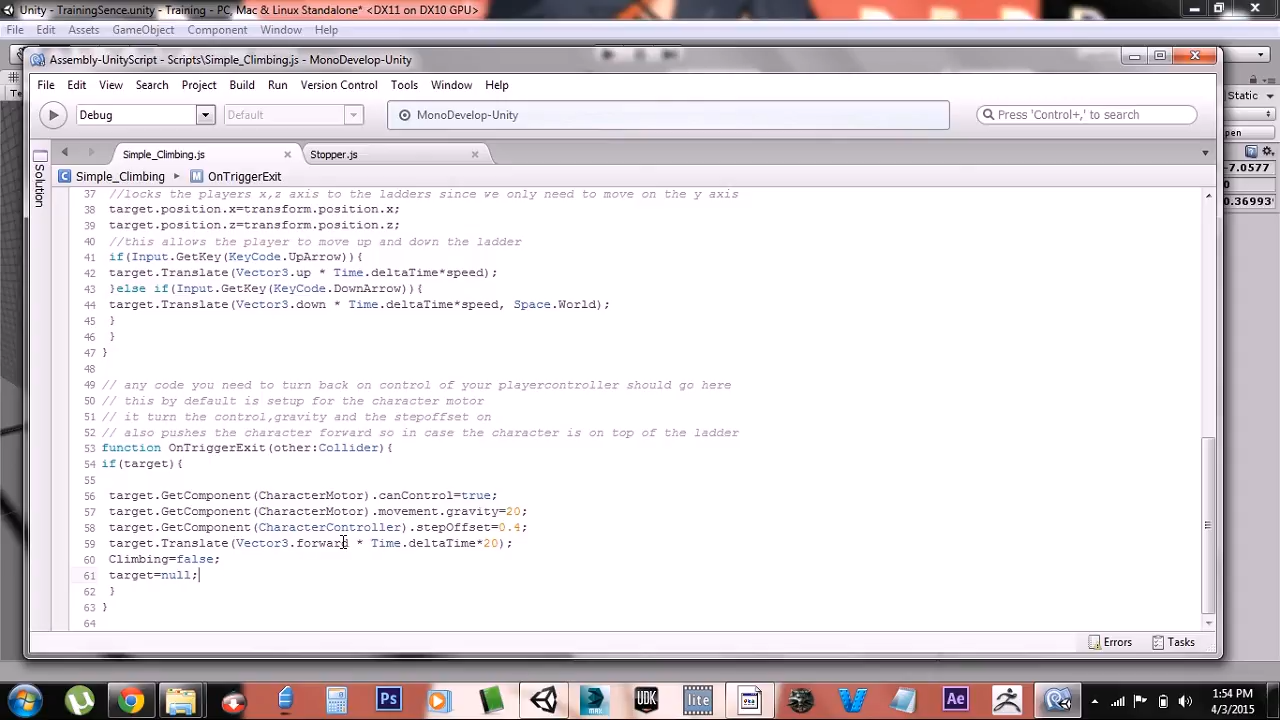 Unity - TrainingSence.unity - Training - PC, Mac & Linux Standalone* <DX11 on DX10 GPU>
File Edit Assets GameObject Component Window Help
Assembly-UnityScript - Scripts\Simple_Climbing.js - MonoDevelop-Unity
File Edit View Search Project Build Run Version Control Tools Window Help
Debug Default MonoDevelop-Unity Press 'Control+,' to search
Static
Simple_Climbing.js Stopper.js
Solution
Simple_Climbing OnTriggerExit
-7.0577
0
0.36993
37 //locks the players x,z axis to the ladders since we only need to move on the y axis
38 target.position.x=transform.position.x;
39 target.position.z=transform.position.z;
40 //this allows the player to move up and down the ladder
41 if(Input.GetKey(KeyCode.UpArrow)){
42 target.Translate(Vector3.up * Time.deltaTime*speed);
43 }else if(Input.GetKey(KeyCode.DownArrow)){
44 target.Translate(Vector3.down * Time.deltaTime*speed, Space.World);
45 }
46 }
47 }
48
49 // any code you need to turn back on control of your playercontroller should go here
50 // this by default is setup for the character motor
51 // it turn the control,gravity and the stepoffset on
52 // also pushes the character forward so in case the character is on top of the ladder
53 function OnTriggerExit(other:Collider){
54 if(target){
55
56 target.GetComponent(CharacterMotor).canControl=true;
57 target.GetComponent(CharacterMotor).movement.gravity=20;
58 target.GetComponent(CharacterController).stepOffset=0.4;
59 target.Translate(Vector3.forward * Time.deltaTime*20);
60 Climbing=false;
61 target=null;
62 }
63 }
64
Errors Tasks
Ps MAX UDK lite Ae
1:54 PM
4/3/2015